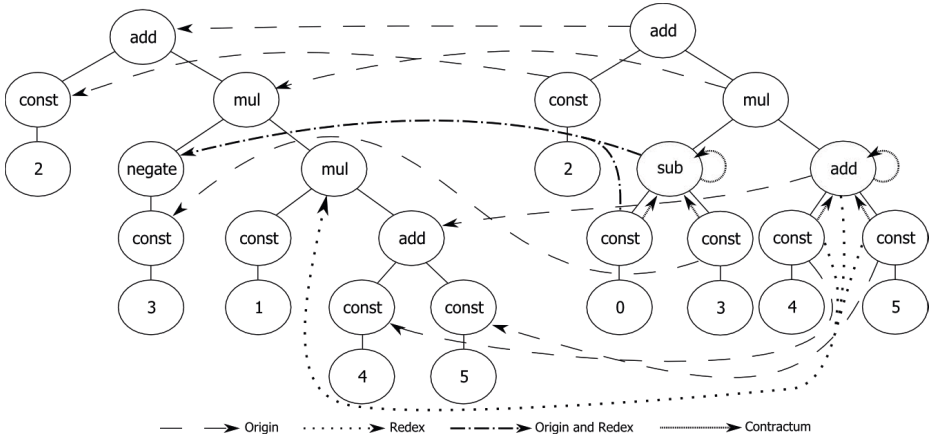 add add
const mul const mul
2 negate mul 2 sub add
const const add const const const const
3 1 const const 0 3 4 5
4 5
Origin Redex Origin and Redex Contractum